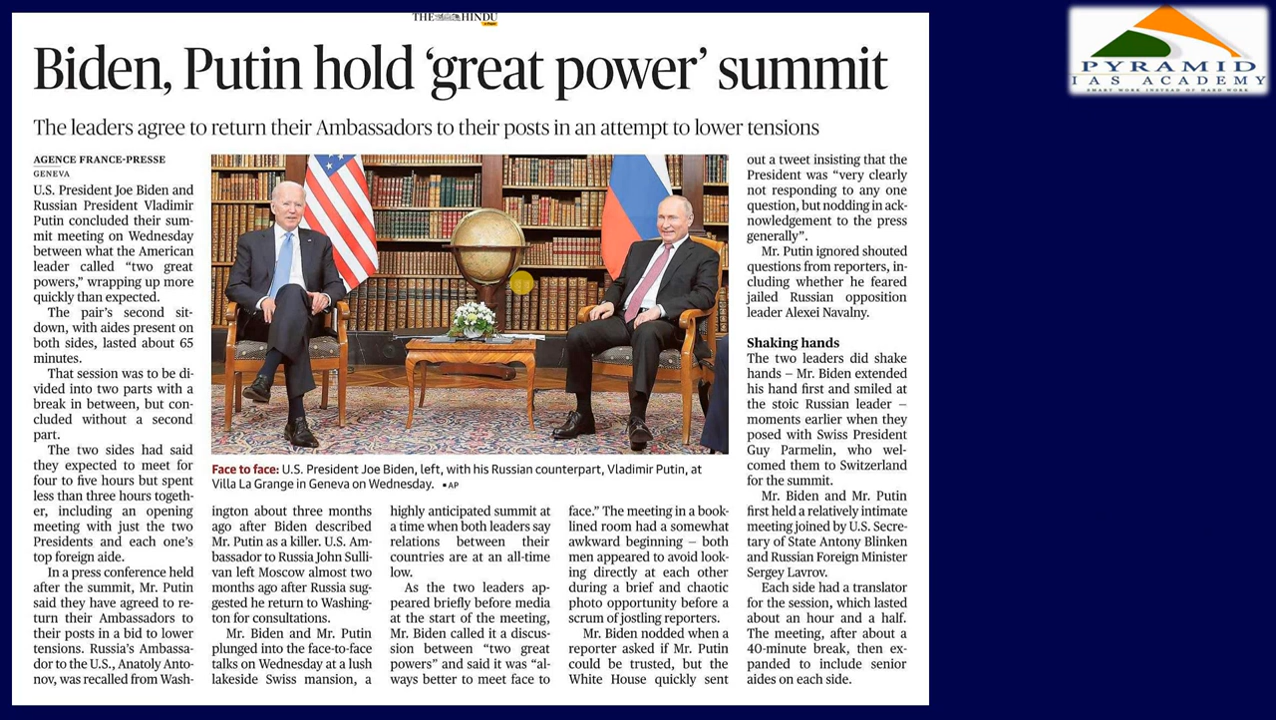 THE HINDU
Biden, Putin hold ‘great power’ summit
The leaders agree to return their Ambassadors to their posts in an attempt to lower tensions
AGENCE FRANCE-PRESSE
GENEVA
U.S. President Joe Biden and
Russian President Vladimir
Putin concluded their sum-
mit meeting on Wednesday
between what the American
leader called “two great
powers,” wrapping up more
quickly than expected.
The pair’s second sit-
down, with aides present on
both sides, lasted about 65
minutes.
That session was to be di-
vided into two parts with a
break in between, but con-
cluded without a second
part.
The two sides had said
they expected to meet for
four to five hours but spent
less than three hours togeth-
er, including an opening
meeting with just the two
Presidents and each one’s
top foreign aide.
In a press conference held
after the summit, Mr. Putin
said they have agreed to re-
turn their Ambassadors to
their posts in a bid to lower
tensions. Russia’s Ambassa-
dor to the U.S., Anatoly Anto-
nov, was recalled from Wash-
Face to face: U.S. President Joe Biden, left, with his Russian counterpart, Vladimir Putin, at
Villa La Grange in Geneva on Wednesday. ▪ AP
ington about three months
ago after Biden described
Mr. Putin as a killer. U.S. Am-
bassador to Russia John Sulli-
van left Moscow almost two
months ago after Russia sug-
gested he return to Washing-
ton for consultations.
Mr. Biden and Mr. Putin
plunged into the face-to-face
talks on Wednesday at a lush
lakeside Swiss mansion, a
highly anticipated summit at
a time when both leaders say
relations between their
countries are at an all-time
low.
As the two leaders ap-
peared briefly before media
at the start of the meeting,
Mr. Biden called it a discus-
sion between “two great
powers” and said it was “al-
ways better to meet face to
face.” The meeting in a book-
lined room had a somewhat
awkward beginning – both
men appeared to avoid look-
ing directly at each other
during a brief and chaotic
photo opportunity before a
scrum of jostling reporters.
Mr. Biden nodded when a
reporter asked if Mr. Putin
could be trusted, but the
White House quickly sent
out a tweet insisting that the
President was “very clearly
not responding to any one
question, but nodding in ack-
nowledgement to the press
generally”.
Mr. Putin ignored shouted
questions from reporters, in-
cluding whether he feared
jailed Russian opposition
leader Alexei Navalny.
Shaking hands
The two leaders did shake
hands – Mr. Biden extended
his hand first and smiled at
the stoic Russian leader –
moments earlier when they
posed with Swiss President
Guy Parmelin, who wel-
comed them to Switzerland
for the summit.
Mr. Biden and Mr. Putin
first held a relatively intimate
meeting joined by U.S. Secre-
tary of State Antony Blinken
and Russian Foreign Minister
Sergey Lavrov.
Each side had a translator
for the session, which lasted
about an hour and a half.
The meeting, after about a
40-minute break, then ex-
panded to include senior
aides on each side.
PYRAMID
IAS ACADEMY
SMART WORK INSTEAD OF HARD WORK